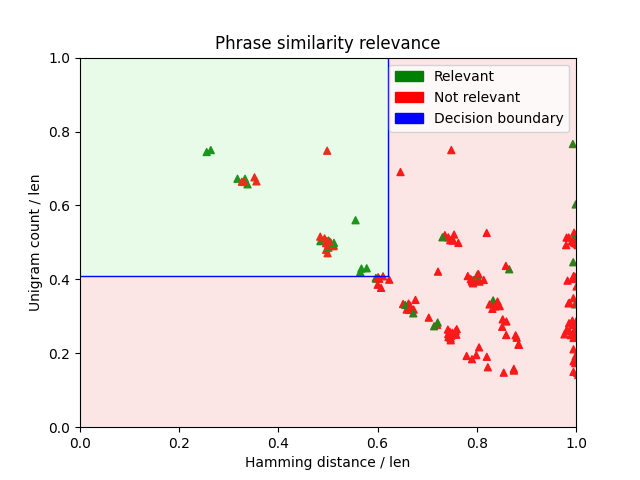 Phrase similarity relevance
Relevant
Not relevant
Decision boundary
1.0
0.8
0.6
0.4
0.2
0.0
Unigram count / len
0.0 0.2 0.4 0.6 0.8 1.0
Hamming distance / len